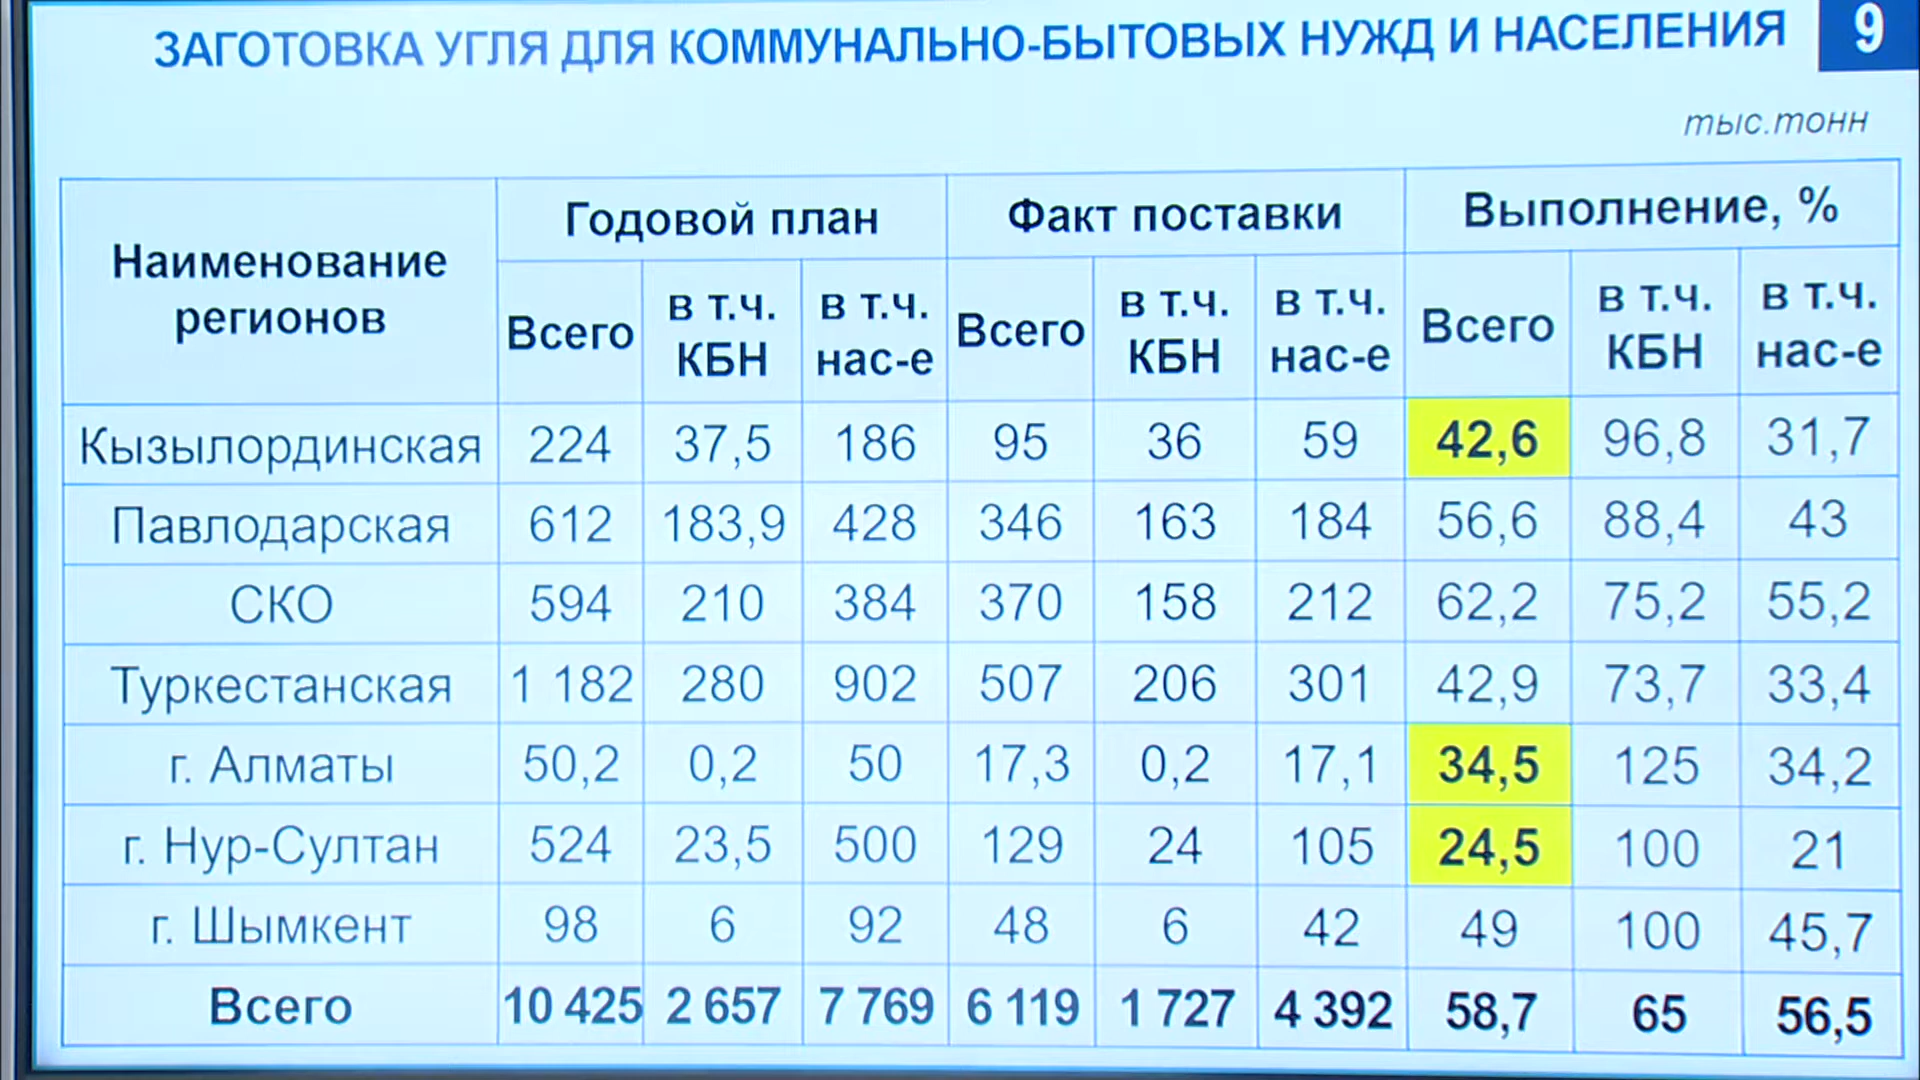 ЗАГОТОВКА УГЛЯ ДЛЯ КОММУНАЛЬНО-БЫТОВЫХ НУЖД И НАСЕЛЕНИЯ 9
тыс.тонн
Наименование регионов Годовой план Факт поставки Выполнение, %
Всего в т.ч. КБН в т.ч. нас-е Всего в т.ч. КБН в т.ч. нас-е Всего в т.ч. КБН в т.ч. нас-е
Кызылординская 224 37,5 186 95 36 59 42,6 96,8 31,7
Павлодарская 612 183,9 428 346 163 184 56,6 88,4 43
СКО 594 210 384 370 158 212 62,2 75,2 55,2
Туркестанская 1 182 280 902 507 206 301 42,9 73,7 33,4
г. Алматы 50,2 0,2 50 17,3 0,2 17,1 34,5 125 34,2
г. Нур-Султан 524 23,5 500 129 24 105 24,5 100 21
г. Шымкент 98 6 92 48 6 42 49 100 45,7
Всего 10 425 2 657 7 769 6 119 1 727 4 392 58,7 65 56,5